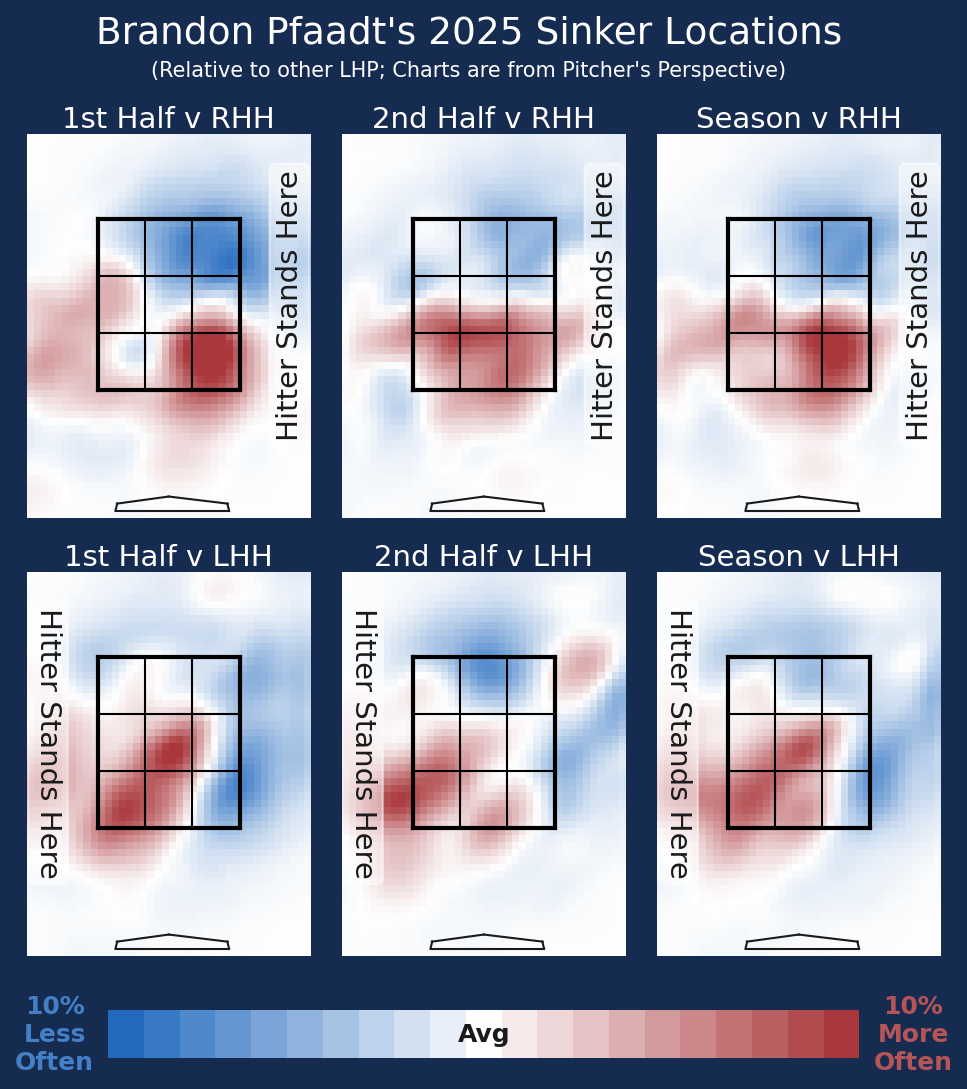 Brandon Pfaadt's 2025 Sinker Locations
(Relative to other LHP; Charts are from Pitcher's Perspective)
1st Half v RHH
2nd Half v RHH
Season v RHH
Hitter Stands Here
Hitter Stands Here
Hitter Stands Here
1st Half v LHH
2nd Half v LHH
Season v LHH
Hitter Stands Here
Hitter Stands Here
Hitter Stands Here
10%
Less
Often
Avg
10%
More
Often